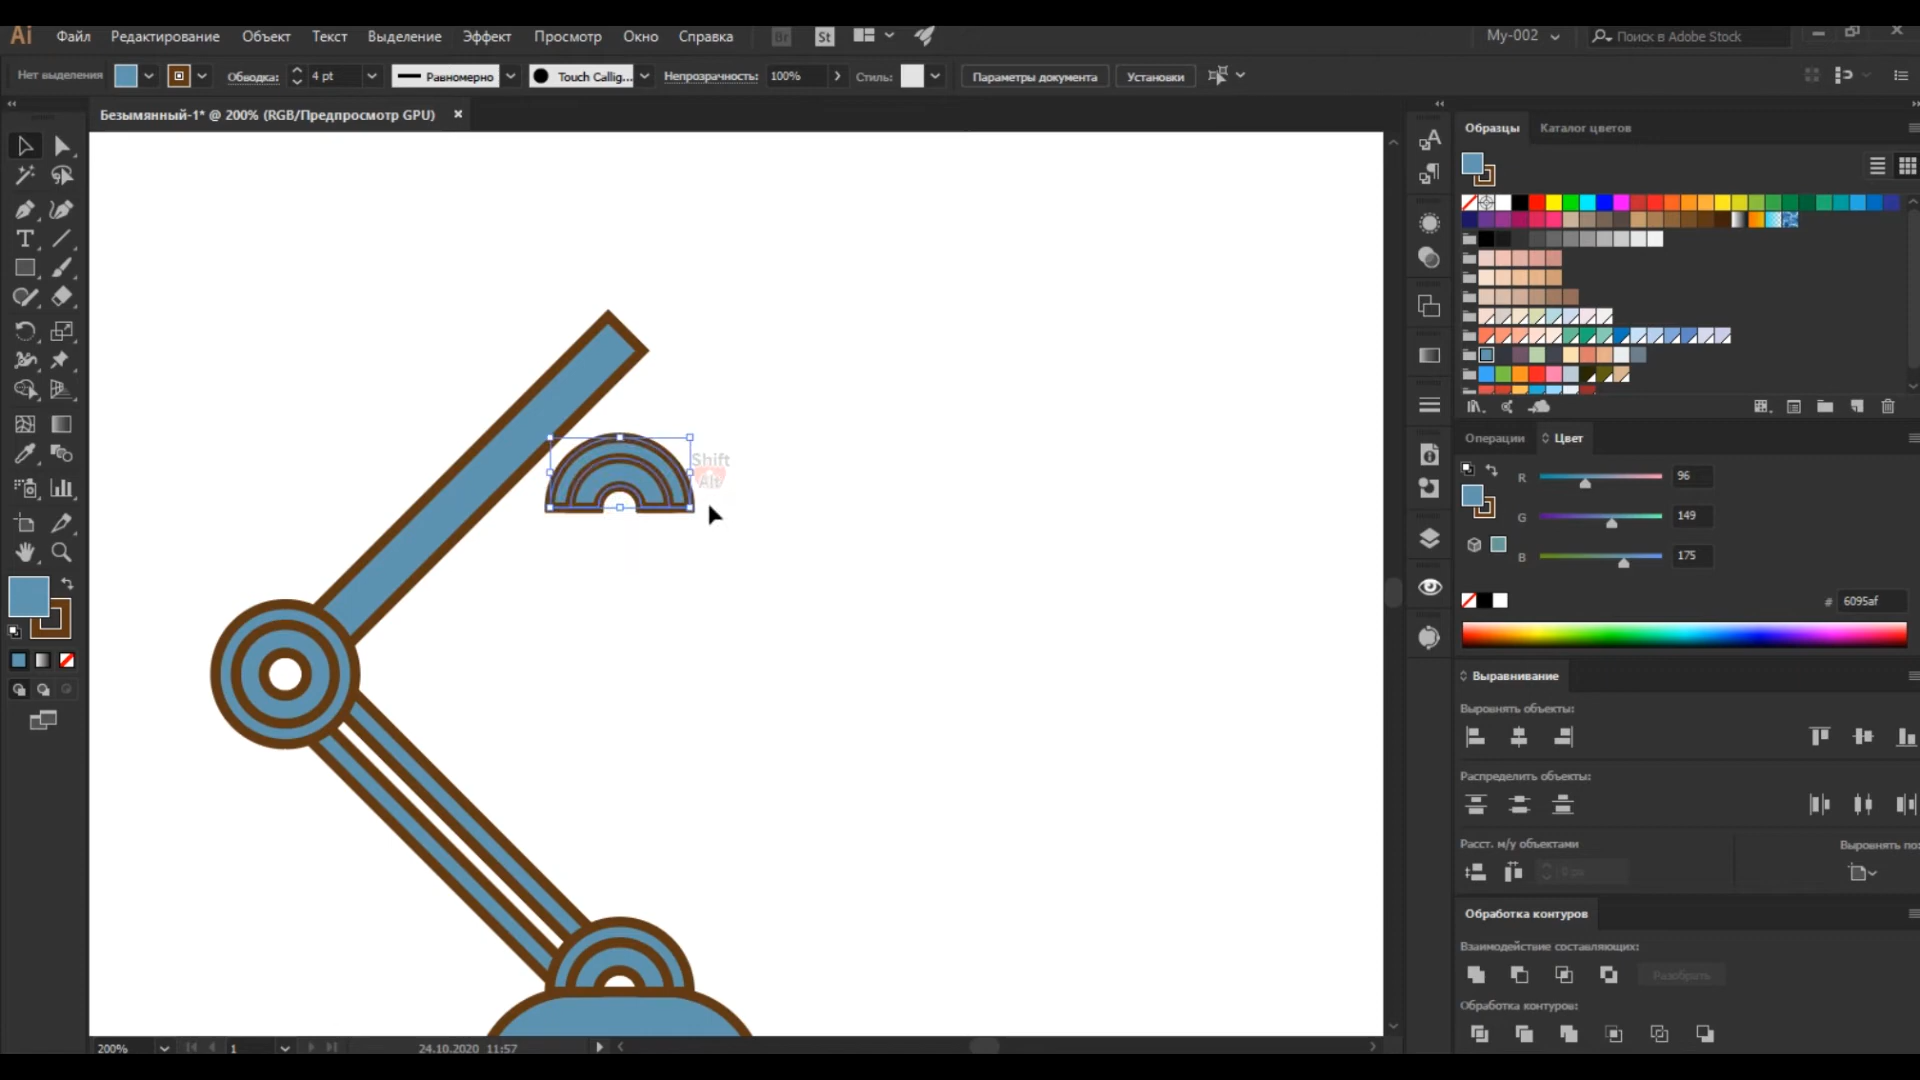 Ai Файл Редактирование Объект Текст Выделение Эффект Просмотр Окно Справка Br St My-002 Поиск в Adobe Stock
Нет выделения Обводка: 4 pt Равномерно Touch Callig... Непрозрачность: 100% Стиль: Параметры документа Установки
Безымянный-1* @ 200% (RGB/Предпросмотр GPU)
Образцы Каталог цветов
Shift
Alt
Операции Цвет
R 96
G 149
B 175
# 6095af
Выравнивание
Выровнять объекты:
Распределить объекты:
Расст. м/у объектами Выровнять по:
0 px
Обработка контуров
Взаимодействие составляющих:
Разобрать
Обработка контуров:
200% 1 24.10.2020 11:57